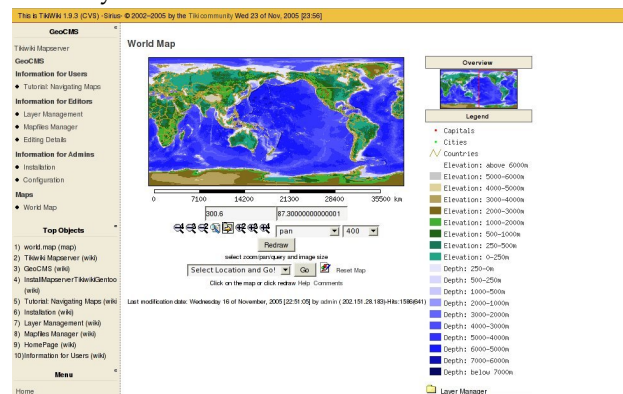 This is TikiWiki 1.9.3 (CVS) -Sirius- © 2002–2005 by the Tiki community Wed 23 of Nov, 2005 [23:56]
GeoCMS
Tikiwiki Mapserver
GeoCMS
Information for Users
Tutorial: Navigating Maps
Information for Editors
Layer Management
Mapfiles Manager
Editing Details
Information for Admins
Installation
Configuration
Maps
World Map
Top Objects
1) world.map (map)
2) Tikiwiki Mapserver (wiki)
3) GeoCMS (wiki)
4) InstallMapserverTikiwikiGentoo
(wiki)
5) Tutorial: Navigating Maps (wiki
6) Installation (wiki)
7) Layer Management (wiki)
8) Mapfiles Manager (wiki)
9) HomePage (wiki)
10)Information for Users (wiki)
Menu
Home
World Map
0 7100 14200 21300 28400 35500 km
300.6 87.3000000000001
pan 400
Redraw
select zoom/pan/query and image size
Select Location and Go! Go Reset Map
Click on the map or click redraw Help Comments
Last modification date: Wednesday 16 of November, 2005 [22:51:05] by admin ( 202.151.28.183)-Hits:1586(641)
Overview
Legend
Capitals
Cities
Countries
Elevation: above 6000m
Elevation: 5000-6000m
Elevation: 4000-5000m
Elevation: 3000-4000m
Elevation: 2000-3000m
Elevation: 1000-2000m
Elevation: 500-1000m
Elevation: 250-500m
Elevation: 0-250m
Depth: 250-0m
Depth: 500-250m
Depth: 1000-500m
Depth: 2000-1000m
Depth: 3000-2000m
Depth: 4000-3000m
Depth: 5000-4000m
Depth: 6000-5000m
Depth: 7000-6000m
Depth: below 7000m
Layer Manager